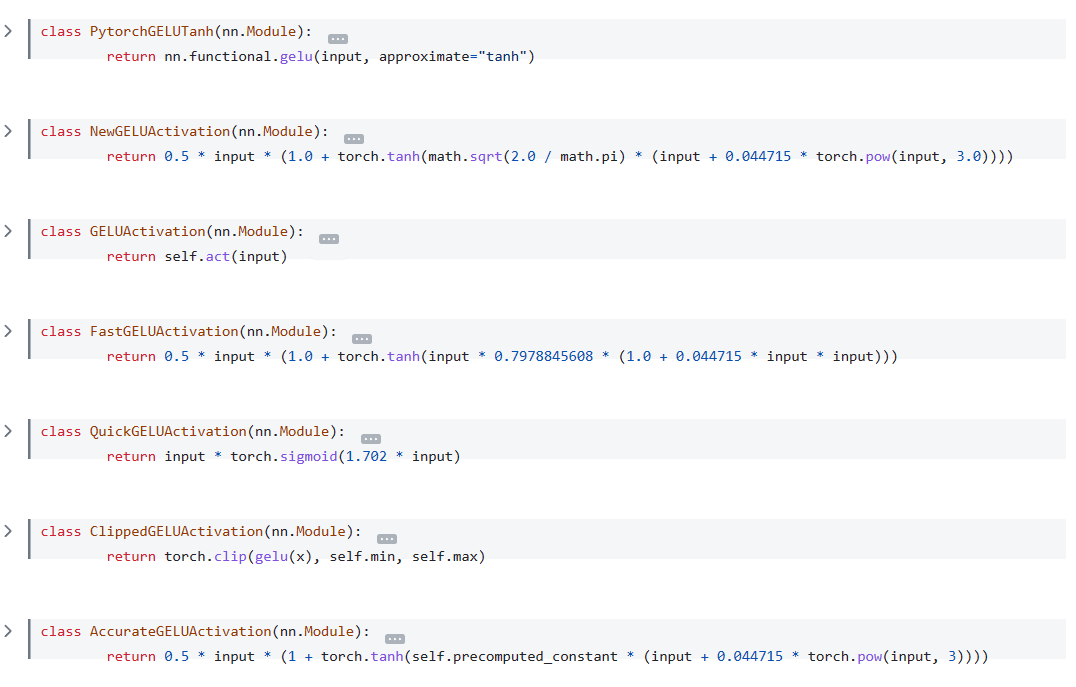 class PytorchGELUTanh(nn.Module):
return nn.functional.gelu(input, approximate="tanh")
class NewGELUActivation(nn.Module):
return 0.5 * input * (1.0 + torch.tanh(math.sqrt(2.0 / math.pi) * (input + 0.044715 * torch.pow(input, 3.0))))
class GELUActivation(nn.Module):
return self.act(input)
class FastGELUActivation(nn.Module):
return 0.5 * input * (1.0 + torch.tanh(input * 0.7978845608 * (1.0 + 0.044715 * input * input)))
class QuickGELUActivation(nn.Module):
return input * torch.sigmoid(1.702 * input)
class ClippedGELUActivation(nn.Module):
return torch.clip(gelu(x), self.min, self.max)
class AccurateGELUActivation(nn.Module):
return 0.5 * input * (1 + torch.tanh(self.precomputed_constant * (input + 0.044715 * torch.pow(input, 3))))